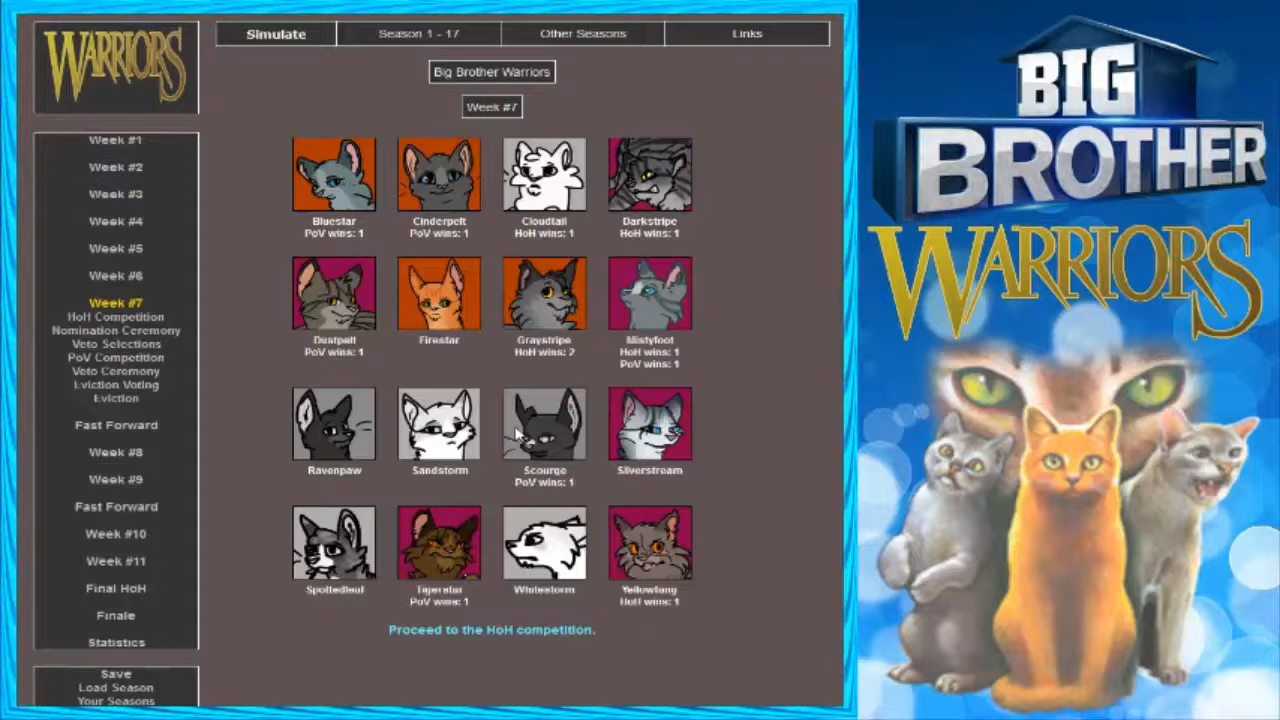 WARRIORS
Simulate
Season 1 - 17
Other Seasons
Links
Big Brother Warriors
Week #7
Week #1
Week #2
Week #3
Week #4
Week #5
Week #6
Week #7
HoH Competition
Nomination Ceremony
Veto Selections
PoV Competition
Veto Ceremony
Eviction Voting
Eviction
Fast Forward
Week #8
Week #9
Fast Forward
Week #10
Week #11
Final HoH
Finale
Statistics
Save
Load Season
Your Seasons
Bluestar
PoV wins: 1
Cinderpelt
PoV wins: 1
Cloudtail
HoH wins: 1
Darkstripe
HoH wins: 1
Dustpelt
PoV wins: 1
Firestar
Graystripe
HoH wins: 2
Mistyfoot
HoH wins: 1
PoV wins: 1
Ravenpaw
Sandstorm
Scourge
PoV wins: 1
Silverstream
Spottedleaf
Tigerstar
PoV wins: 1
Whitestorm
Yellowfang
HoH wins: 1
Proceed to the HoH competition.
BIG
BROTHER
WARRIORS